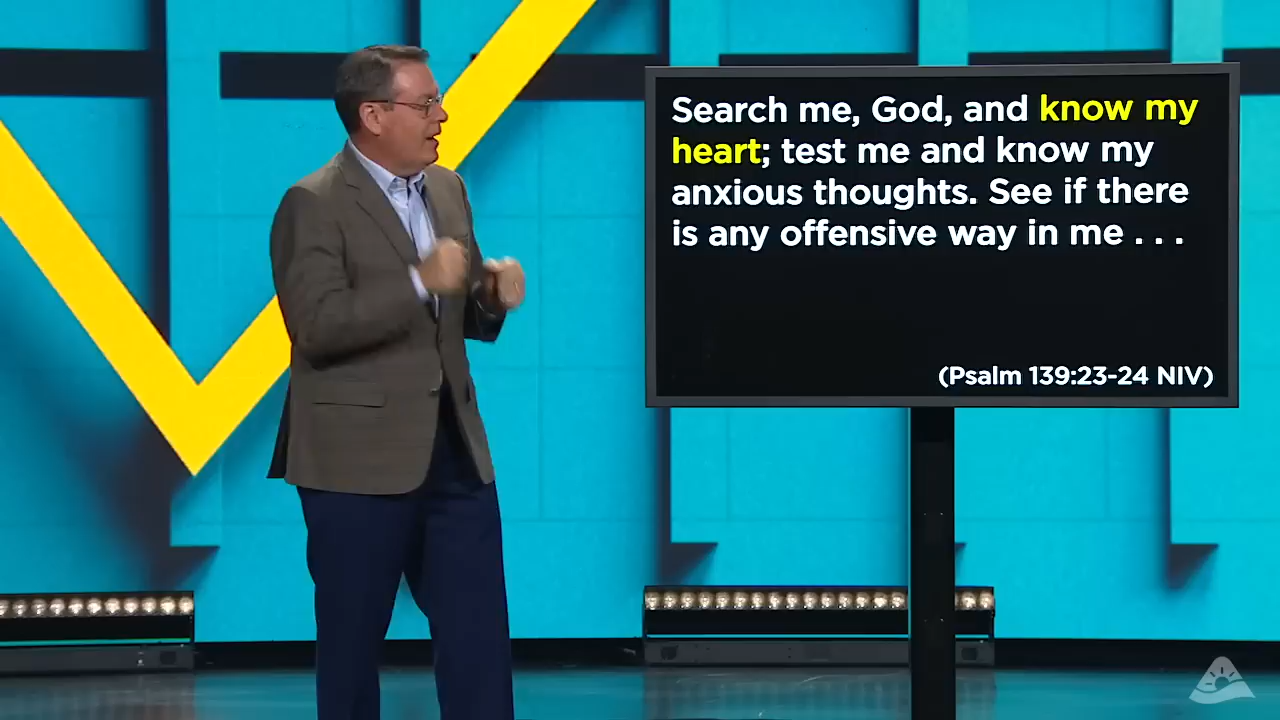 Search me, God, and know my
heart; test me and know my
anxious thoughts. See if there
is any offensive way in me . . .
(Psalm 139:23-24 NIV)